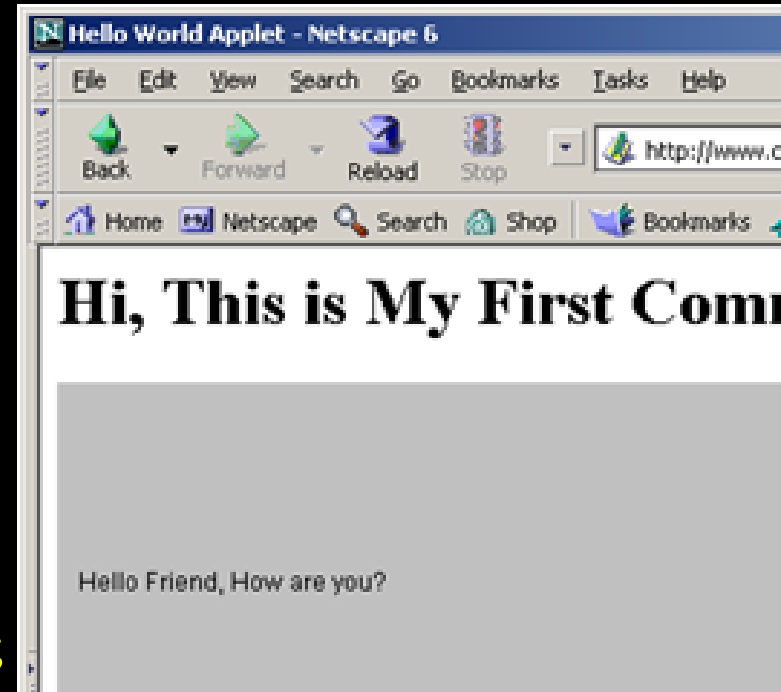 Hello World Applet - Netscape 6
File Edit View Search Go Bookmarks Tasks Help
Back Forward Reload Stop http://www.c
Home Netscape Search Shop Bookmarks
Hi, This is My First Com
Hello Friend, How are you?
s